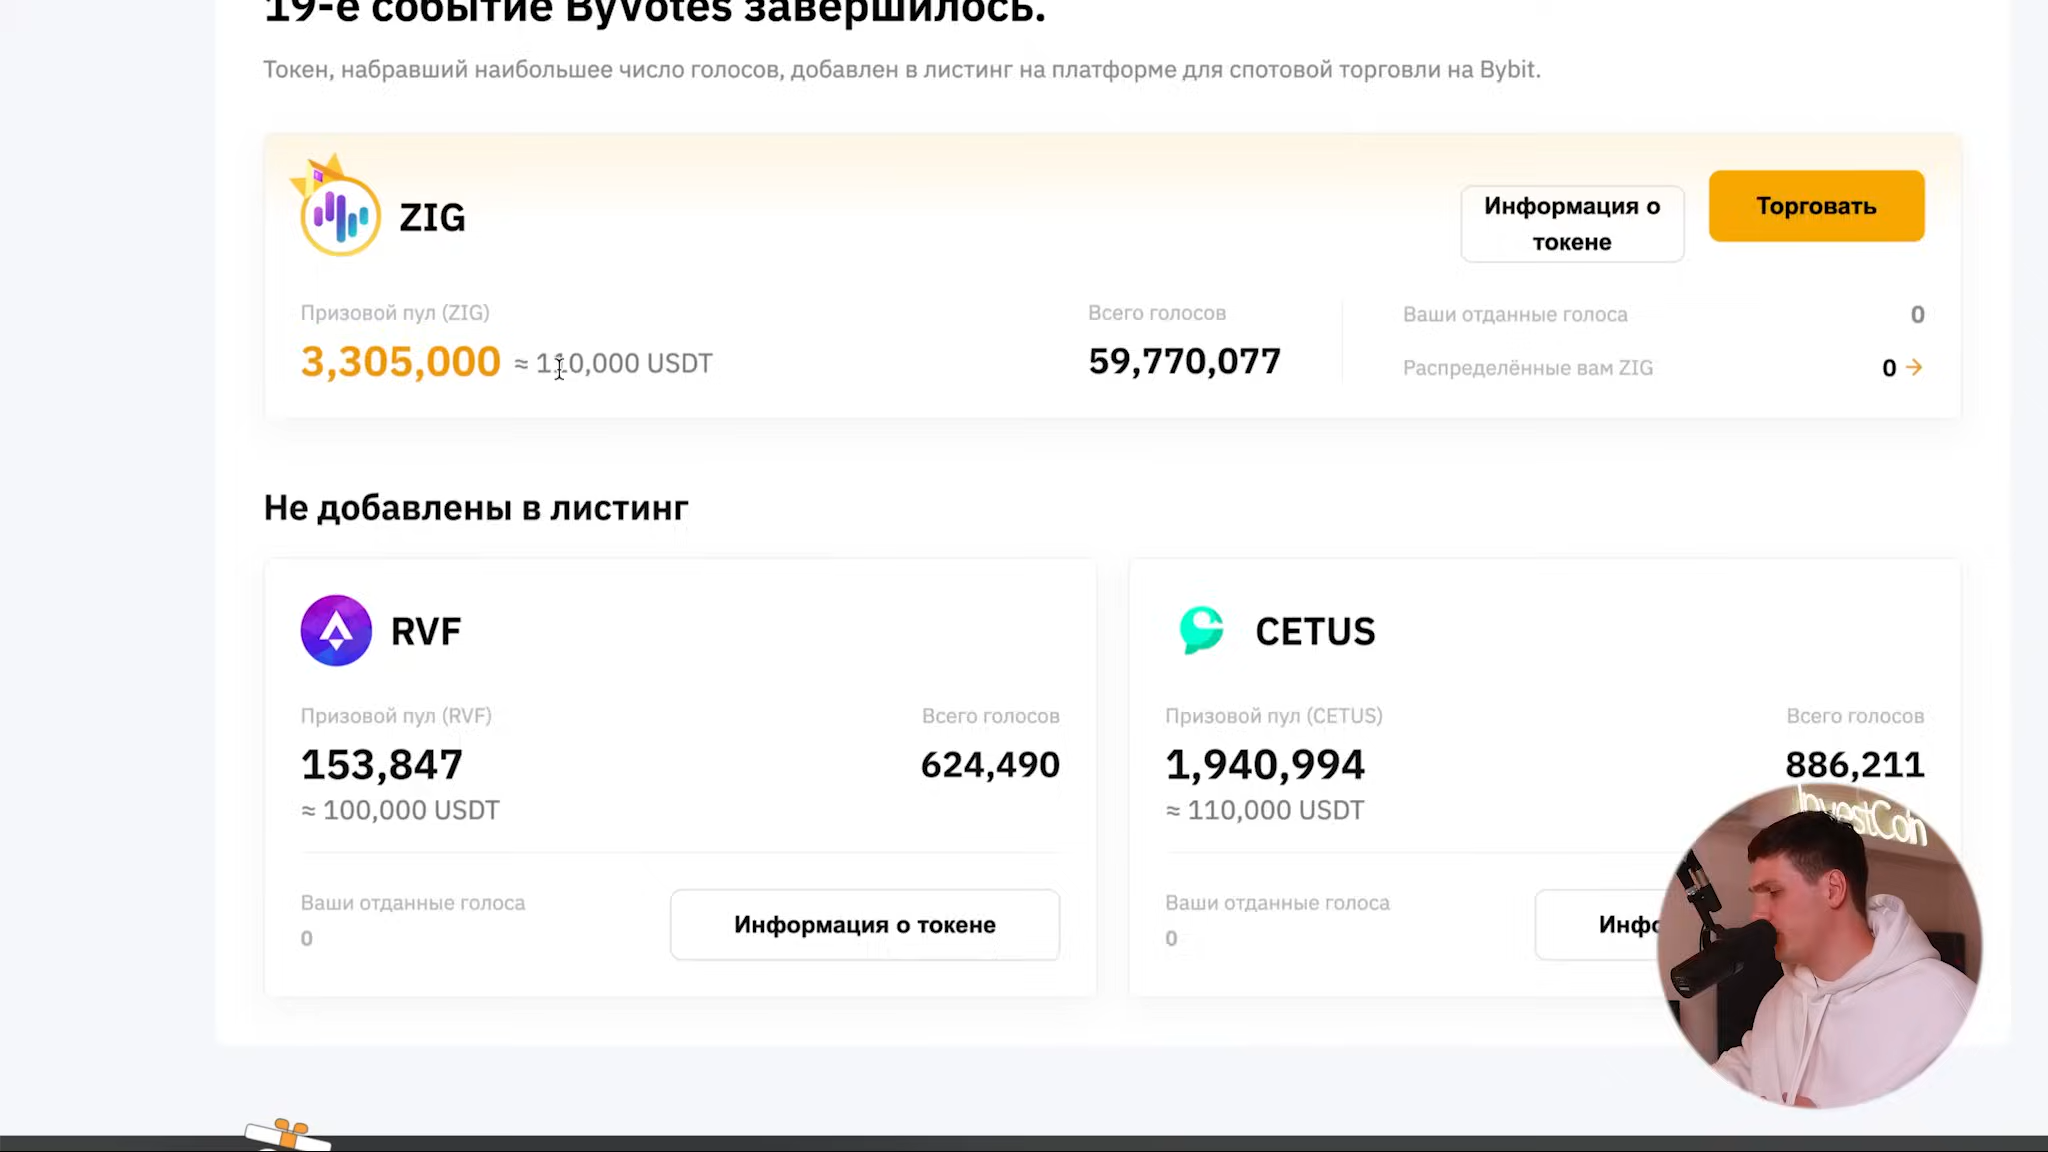 19-е событие ByVotes завершилось.
Токен, набравший наибольшее число голосов, добавлен в листинг на платформе для спотовой торговли на Bybit.
ZIG
Информация о
токене
Торговать
Призовой пул (ZIG)
3,305,000 ≈ 110,000 USDT
Всего голосов
59,770,077
Ваши отданные голоса 0
Распределённые вам ZIG 0 →
Не добавлены в листинг
RVF
Призовой пул (RVF)
Всего голосов
153,847
624,490
≈ 100,000 USDT
Ваши отданные голоса
0
Информация о токене
CETUS
Призовой пул (CETUS)
Всего голосов
1,940,994
886,211
≈ 110,000 USDT
Ваши отданные голоса
0
Инфо
InvestCoin